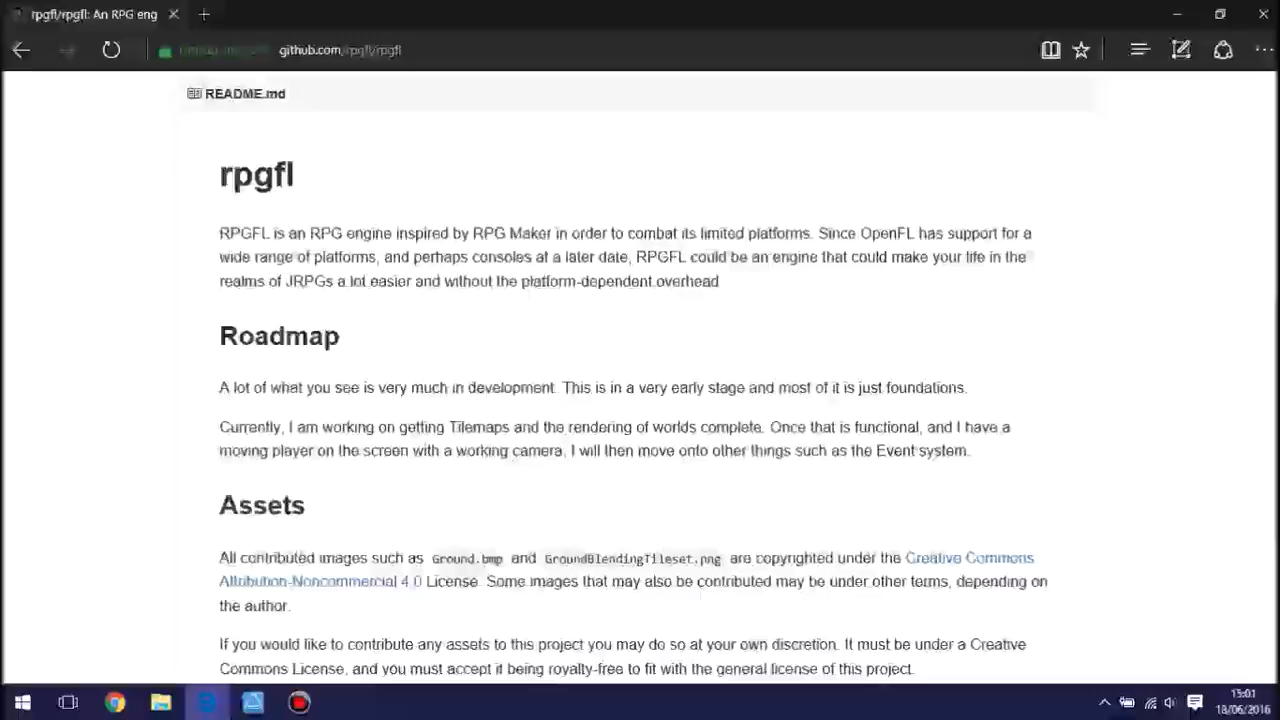 rpgfl/rpgfl: An RPG eng
github.com/rpgfl/rpgfl
README.md
rpgfl
RPGFL is an RPG engine inspired by RPG Maker in order to combat its limited platforms. Since OpenFL has support for a
wide range of platforms, and perhaps consoles at a later date, RPGFL could be an engine that could make your life in the
realms of JRPGs a lot easier and without the platform-dependent overhead
Roadmap
A lot of what you see is very much in development. This is in a very early stage and most of it is just foundations.
Currently, I am working on getting Tilemaps and the rendering of worlds complete. Once that is functional, and I have a
moving player on the screen with a working camera, I will then move onto other things such as the Event system.
Assets
All contributed images such as Ground.bmp and GroundBlendingTileset.png are copyrighted under the Creative Commons
Attribution-Noncommercial 4.0 License. Some images that may also be contributed may be under other terms, depending on
the author.
If you would like to contribute any assets to this project you may do so at your own discretion. It must be under a Creative
Commons License, and you must accept it being royalty-free to fit with the general license of this project.
15:01
18/06/2016